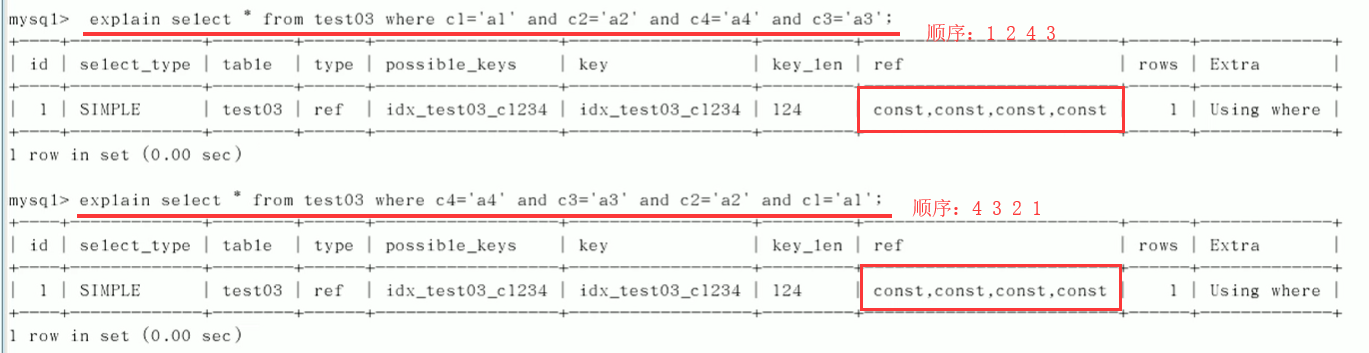 mysql> explain select * from test03 where c1='a1' and c2='a2' and c4='a4' and c3='a3';
顺序：1 2 4 3
+----+-------------+--------+------+------------------+------------------+---------+-------------------------+------+-------------+
| id | select_type | table | type | possible_keys | key | key_len | ref | rows | Extra |
+----+-------------+--------+------+------------------+------------------+---------+-------------------------+------+-------------+
| 1 | SIMPLE | test03 | ref | idx_test03_c1234 | idx_test03_c1234 | 124 | const,const,const,const | 1 | Using where |
+----+-------------+--------+------+------------------+------------------+---------+-------------------------+------+-------------+
1 row in set (0.00 sec)
mysql> explain select * from test03 where c4='a4' and c3='a3' and c2='a2' and c1='a1';
顺序：4 3 2 1
+----+-------------+--------+------+------------------+------------------+---------+-------------------------+------+-------------+
| id | select_type | table | type | possible_keys | key | key_len | ref | rows | Extra |
+----+-------------+--------+------+------------------+------------------+---------+-------------------------+------+-------------+
| 1 | SIMPLE | test03 | ref | idx_test03_c1234 | idx_test03_c1234 | 124 | const,const,const,const | 1 | Using where |
+----+-------------+--------+------+------------------+------------------+---------+-------------------------+------+-------------+
1 row in set (0.00 sec)